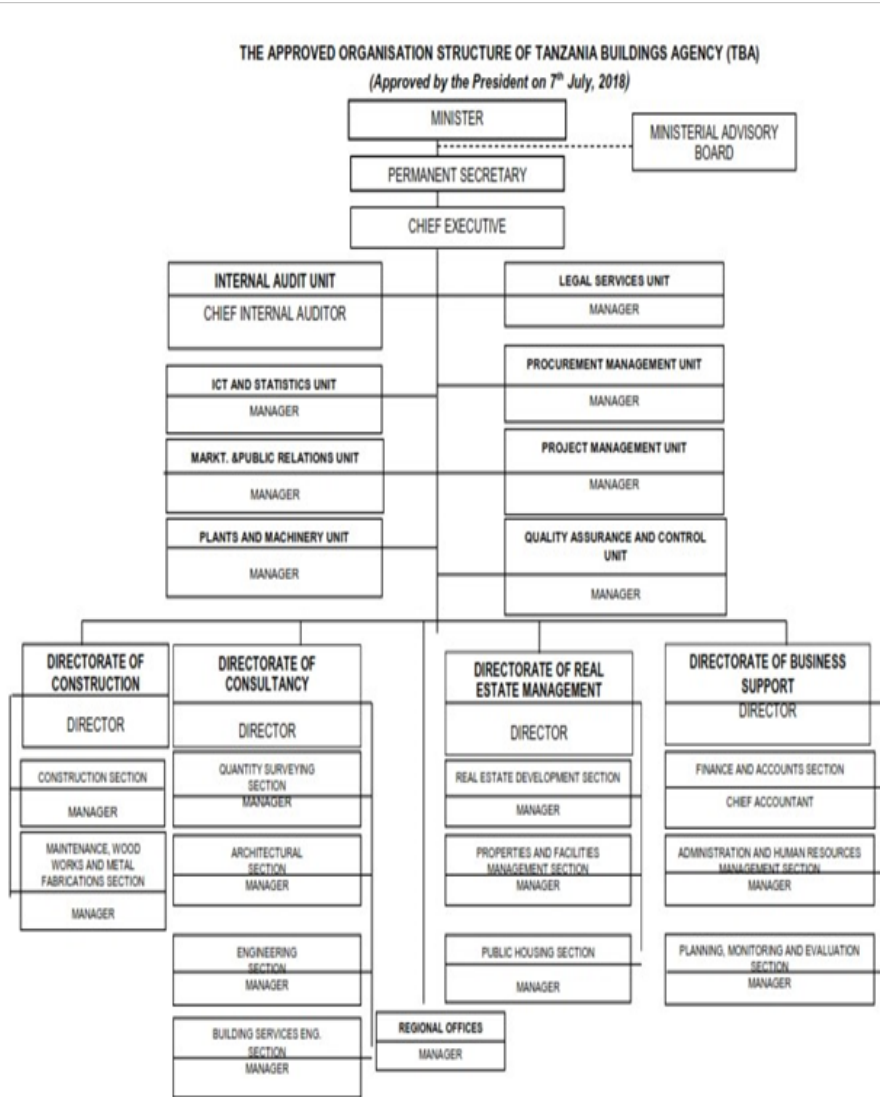 THE APPROVED ORGANISATION STRUCTURE OF TANZANIA BUILDINGS AGENCY (TBA)
(Approved by the President on 7th July, 2018)
MINISTER
MINISTERIAL ADVISORY
BOARD
PERMANENT SECRETARY
CHIEF EXECUTIVE
INTERNAL AUDIT UNIT
CHIEF INTERNAL AUDITOR
LEGAL SERVICES UNIT
MANAGER
ICT AND STATISTICS UNIT
MANAGER
PROCUREMENT MANAGEMENT UNIT
MANAGER
MARKT. &PUBLIC RELATIONS UNIT
MANAGER
PROJECT MANAGEMENT UNIT
MANAGER
PLANTS AND MACHINERY UNIT
MANAGER
QUALITY ASSURANCE AND CONTROL
UNIT
MANAGER
DIRECTORATE OF
CONSTRUCTION
DIRECTOR
CONSTRUCTION SECTION
MANAGER
MAINTENANCE, WOOD
WORKS AND METAL
FABRICATIONS SECTION
MANAGER
DIRECTORATE OF
CONSULTANCY
DIRECTOR
QUANTITY SURVEYING
SECTION
MANAGER
ARCHITECTURAL
SECTION
MANAGER
ENGINEERING
SECTION
MANAGER
BUILDING SERVICES ENG.
SECTION
MANAGER
REGIONAL OFFICES
MANAGER
DIRECTORATE OF REAL
ESTATE MANAGEMENT
DIRECTOR
REAL ESTATE DEVELOPMENT SECTION
MANAGER
PROPERTIES AND FACILITIES
MANAGEMENT SECTION
MANAGER
PUBLIC HOUSING SECTION
MANAGER
DIRECTORATE OF BUSINESS
SUPPORT
DIRECTOR
FINANCE AND ACCOUNTS SECTION
CHIEF ACCOUNTANT
ADMINISTRATION AND HUMAN RESOURCES
MANAGEMENT SECTION
MANAGER
PLANNING, MONITORING AND EVALUATION
SECTION
MANAGER